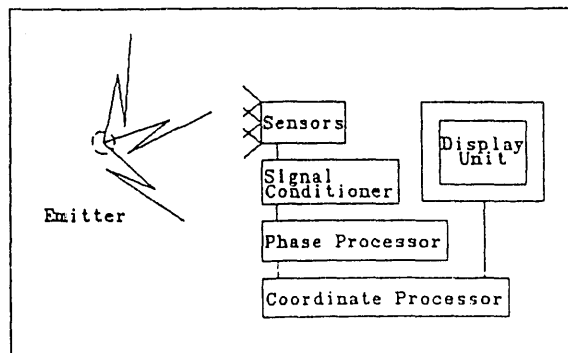 Sensors
Display
Unit
Signal
Conditioner
Emitter
Phase Processor
Coordinate Processor